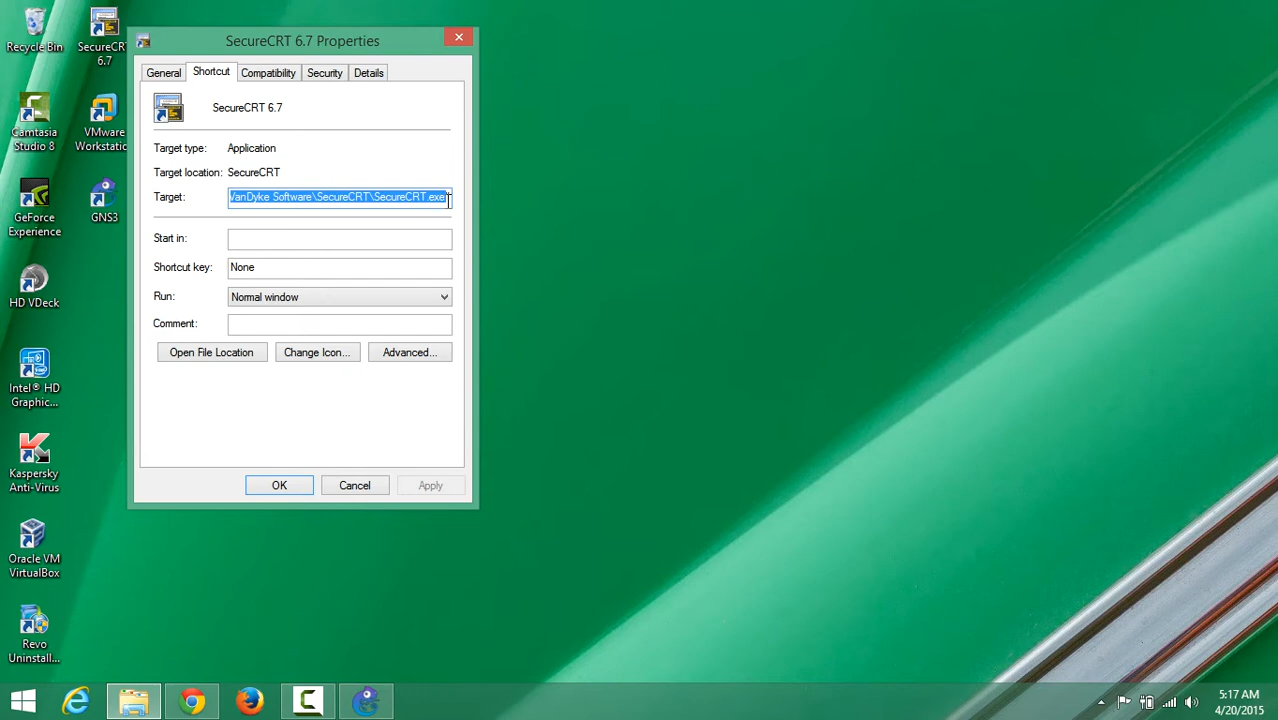 Recycle Bin
SecureCRT
6.7
Camtasia
Studio 8
VMware
Workstatio
GeForce
Experience
GNS3
HD VDeck
Intel® HD
Graphic...
Kaspersky
Anti-Virus
Oracle VM
VirtualBox
Revo
Uninstall...
SecureCRT 6.7 Properties
General
Shortcut
Compatibility
Security
Details
SecureCRT 6.7
Target type: Application
Target location: SecureCRT
Target: VanDyke Software\SecureCRT\SecureCRT.exe
Start in:
Shortcut key: None
Run: Normal window
Comment:
Open File Location
Change Icon...
Advanced...
OK
Cancel
Apply
5:17 AM
4/20/2015